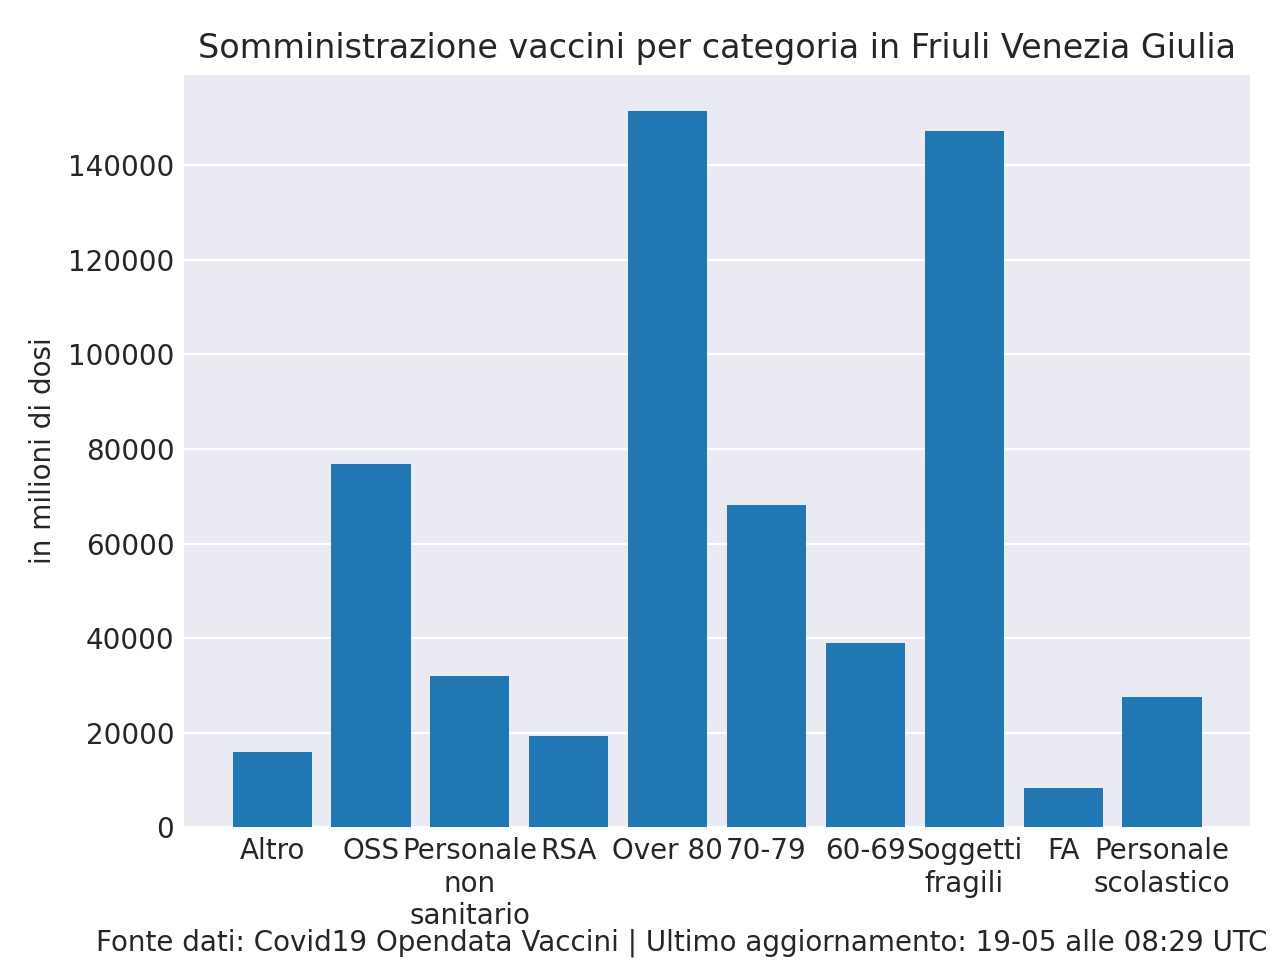 Somministrazione vaccini per categoria in Friuli Venezia Giulia
in milioni di dosi
140000
120000
100000
80000
60000
40000
20000
0
Altro
OSS
Personale
non
sanitario
RSA
Over 80
70-79
60-69
Soggetti
fragili
FA
Personale
scolastico
Fonte dati: Covid19 Opendata Vaccini | Ultimo aggiornamento: 19-05 alle 08:29 UTC